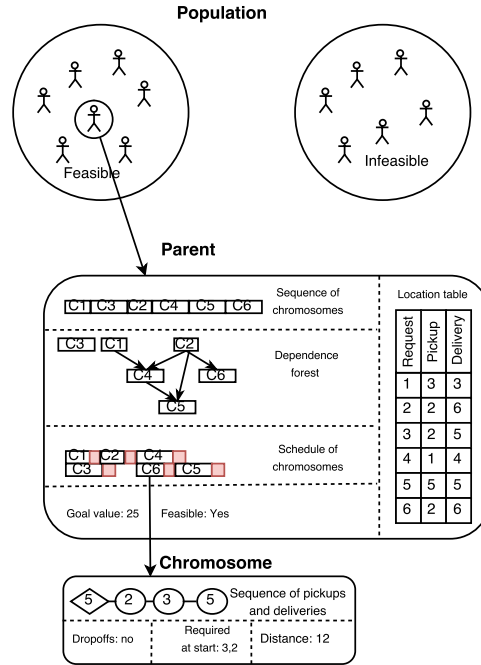 Population
Feasible
Infeasible
Parent
C1 C3 C2 C4 C5 C6
Sequence of
chromosomes
C3 C1 C2
C4 C6
C5
Dependence
forest
C1 C2 C4
C3 C6 C5
Schedule of
chromosomes
Goal value: 25 Feasible: Yes
Location table
Request Pickup Delivery
1 3 3
2 2 6
3 2 5
4 1 4
5 5 5
6 2 6
Chromosome
5 2 3 5
Sequence of pickups
and deliveries
Dropoffs: no
Required
at start: 3,2
Distance: 12